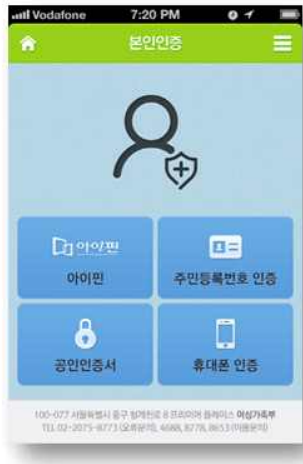 Vodafone 7:20 PM
본인인증
아이핀
아이핀
주민등록번호 인증
공인인증서
휴대폰 인증
100-077 서울특별시 중구 청계천로 8 프리미어 플레이스 여성가족부
TEL 02-2075-8773 (오류문의), 4688, 8778, 8653 (이용문의)